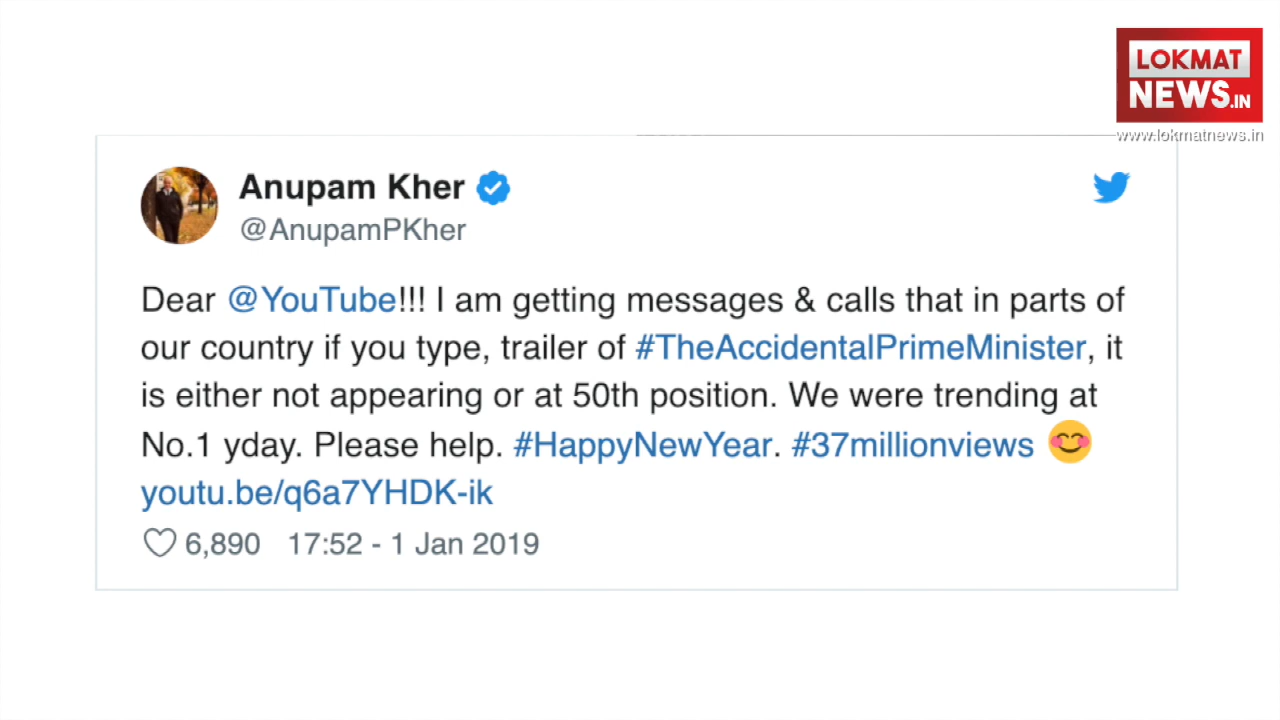 LOKMAT
NEWS.IN
www.lokmatnews.in
Anupam Kher
@AnupamPKher
Dear @YouTube!!! I am getting messages & calls that in parts of
our country if you type, trailer of #TheAccidentalPrimeMinister, it
is either not appearing or at 50th position. We were trending at
No.1 yday. Please help. #HappyNewYear. #37millionviews 😊
youtu.be/q6a7YHDK-ik
6,890 17:52 - 1 Jan 2019